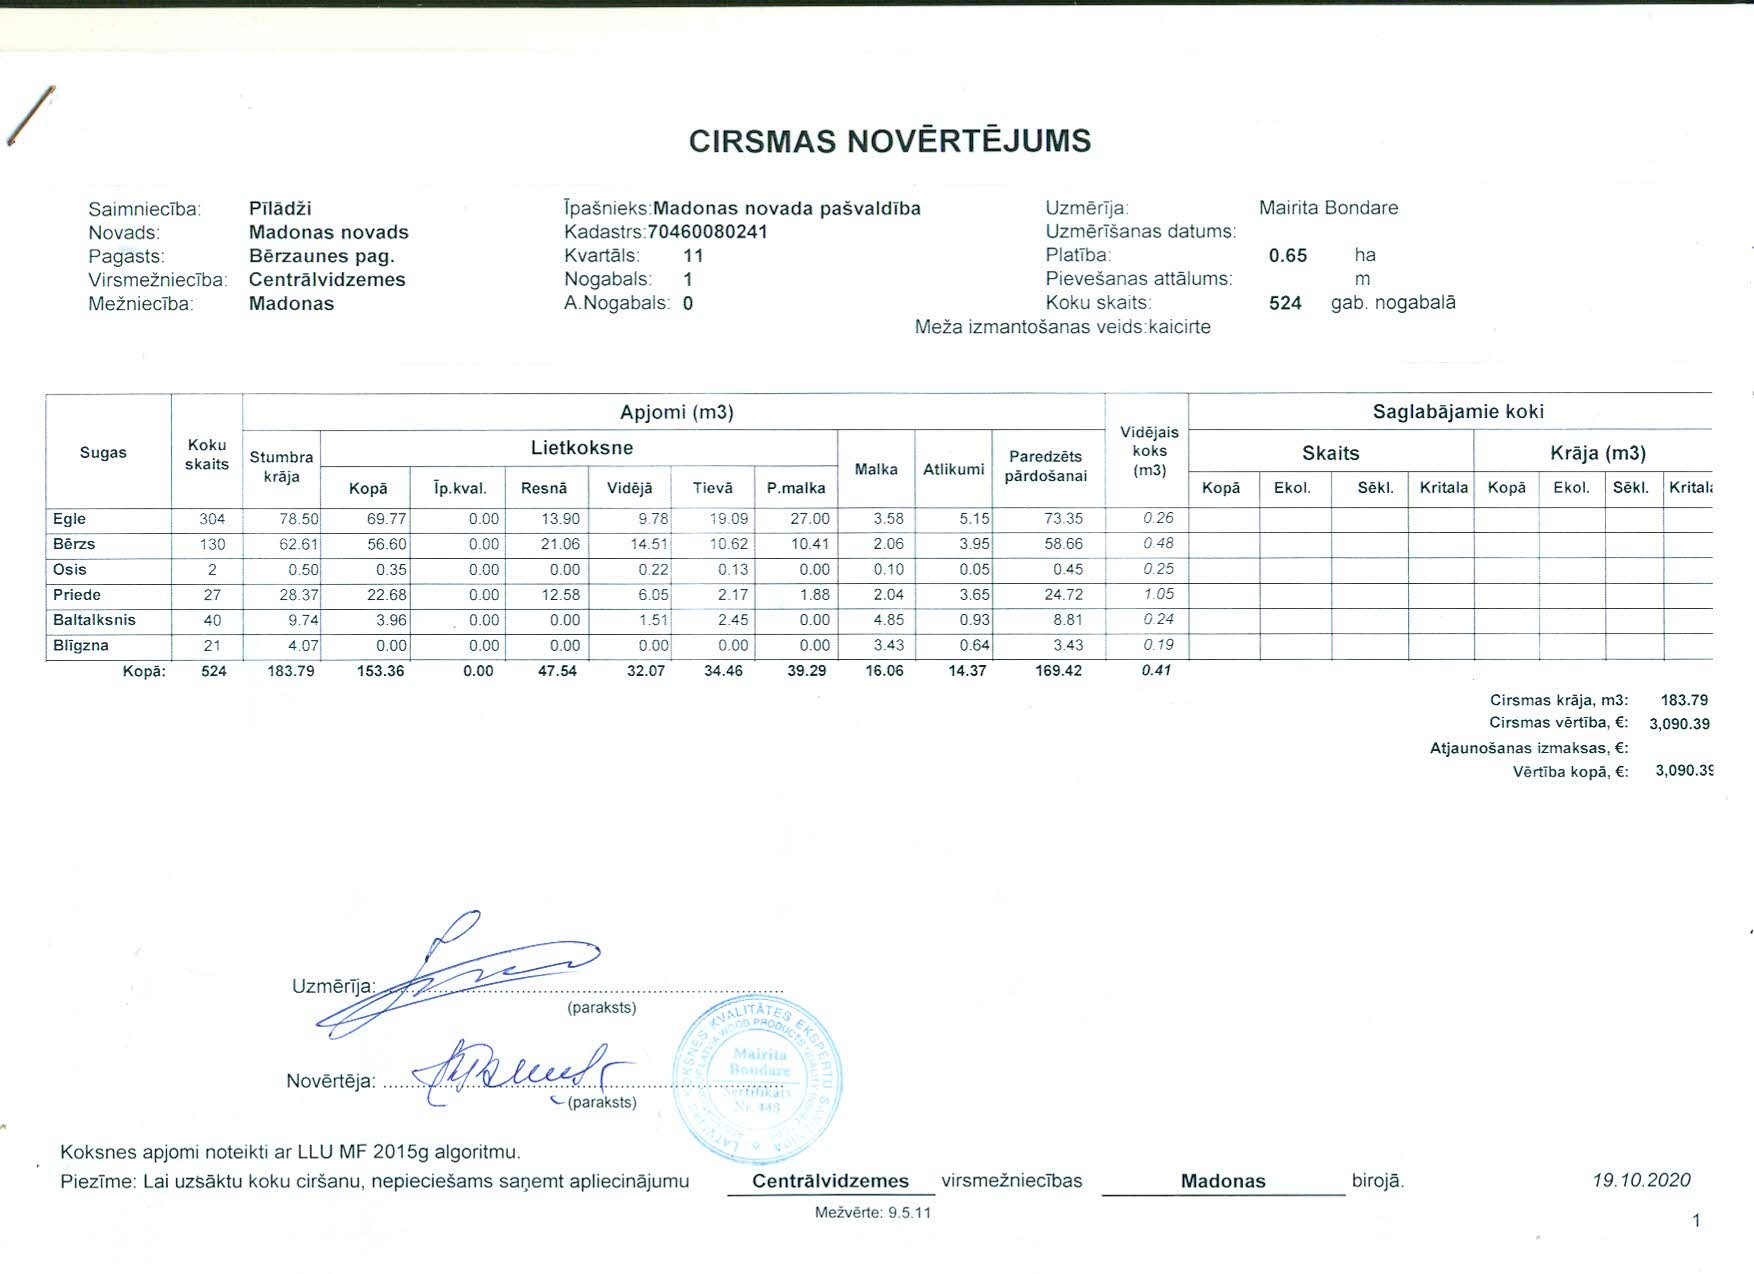 CIRSMAS NOVĒRTĒJUMS
Saimniecība: Pīlādži Īpašnieks:Madonas novada pašvaldība Uzmērīja: Mairita Bondare
Novads: Madonas novads Kadastrs:70460080241 Uzmērīšanas datums:
Pagasts: Bērzaunes pag. Kvartāls: 11 Platība: 0.65 ha
Virsmežniecība: Centrālvidzemes Nogabals: 1 Pievešanas attālums: m
Mežniecība: Madonas A.Nogabals: 0 Koku skaits: 524 gab. nogabalā
Meža izmantošanas veids:kaicirte
Sugas Koku skaits Apjomi (m3) Vidējais koks (m3) Saglabājamie koki
Stumbra krāja Lietkoksne Malka Atlikumi Paredzēts pārdošanai Skaits Krāja (m3)
Kopā Īp.kval. Resnā Vidējā Tievā P.malka Kopā Ekol. Sēkl. Kritala Kopā Ekol. Sēkl. Kritala
Egle 304 78.50 69.77 0.00 13.90 9.78 19.09 27.00 3.58 5.15 73.35 0.26
Bērzs 130 62.61 56.60 0.00 21.06 14.51 10.62 10.41 2.06 3.95 58.66 0.48
Osis 2 0.50 0.35 0.00 0.00 0.22 0.13 0.00 0.10 0.05 0.45 0.25
Priede 27 28.37 22.68 0.00 12.58 6.05 2.17 1.88 2.04 3.65 24.72 1.05
Baltalksnis 40 9.74 3.96 0.00 0.00 1.51 2.45 0.00 4.85 0.93 8.81 0.24
Blīgzna 21 4.07 0.00 0.00 0.00 0.00 0.00 0.00 3.43 0.64 3.43 0.19
Kopā: 524 183.79 153.36 0.00 47.54 32.07 34.46 39.29 16.06 14.37 169.42 0.41
Cirsmas krāja, m3: 183.79
Cirsmas vērtība, €: 3,090.39
Atjaunošanas izmaksas, €:
Vērtība kopā, €: 3,090.39
Uzmērīja:
(paraksts)
Novērtēja:
(paraksts)
KVALITĀTES EKSPERTU
WOOD PRODUCTS
Mairita
Bondare
Sertifikāts
Nr. 448
Koksnes apjomi noteikti ar LLU MF 2015g algoritmu.
Piezīme: Lai uzsāktu koku ciršanu, nepieciešams saņemt apliecinājumu Centrālvidzemes virsmežniecības Madonas birojā. 19.10.2020
Mežvērte: 9.5.11
1